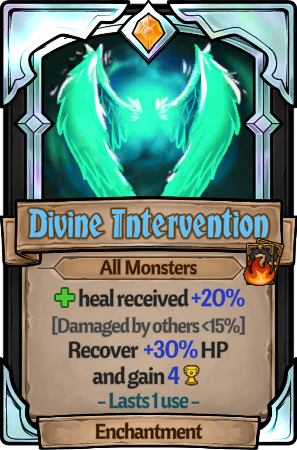 Divine Intervention
All Monsters
heal received +20%
[Damaged by others <15%]
Recover +30% HP
and gain 4
- Lasts 1 use -
Enchantment